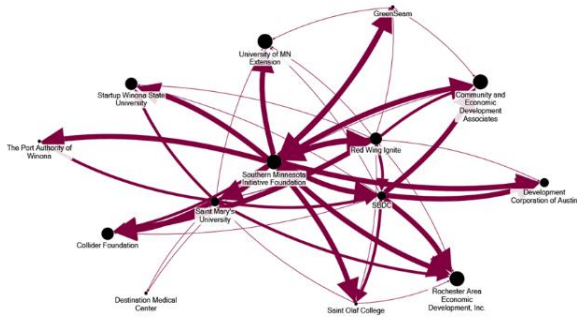 GreenSeam
University of MN
Extension
Startup Winona State
University
Community and
Economic
Development
Associates
The Port Authority of
Winona
Red Wing Ignite
Southern Minnesota
Initiative Foundation
Development
Corporation of Austin
SBDC
Saint Mary's
University
Collider Foundation
Rochester Area
Economic
Development, Inc.
Destination Medical
Center
Saint Olaf College